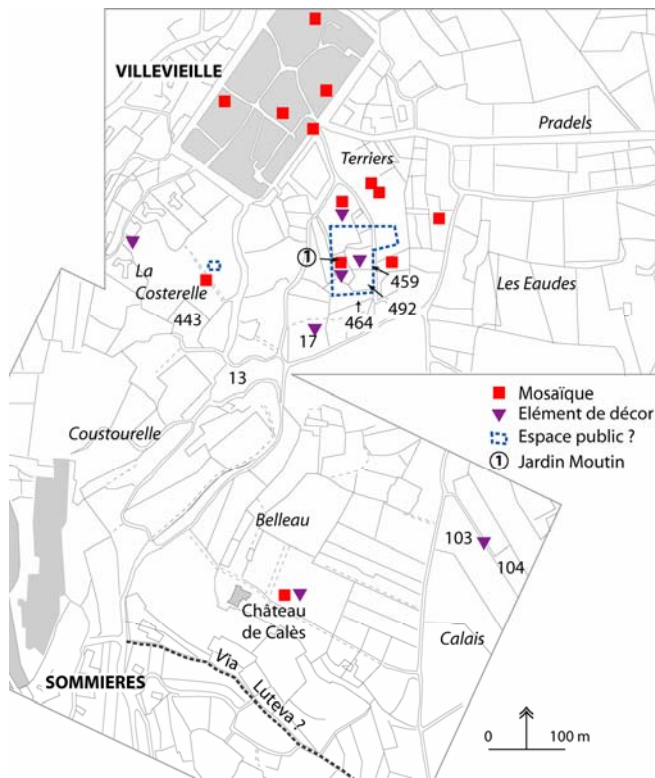 VILLEVIEILLE
Pradels
Terriers
La
Costerelle
443
①
459
492
464
17
Les Eaudes
13
Mosaïque
Elément de décor
Espace public ?
① Jardin Moutin
Coustourelle
Belleau
103
104
Château
de Calès
Calais
SOMMIERES
Via
Luteva ?
0 100 m